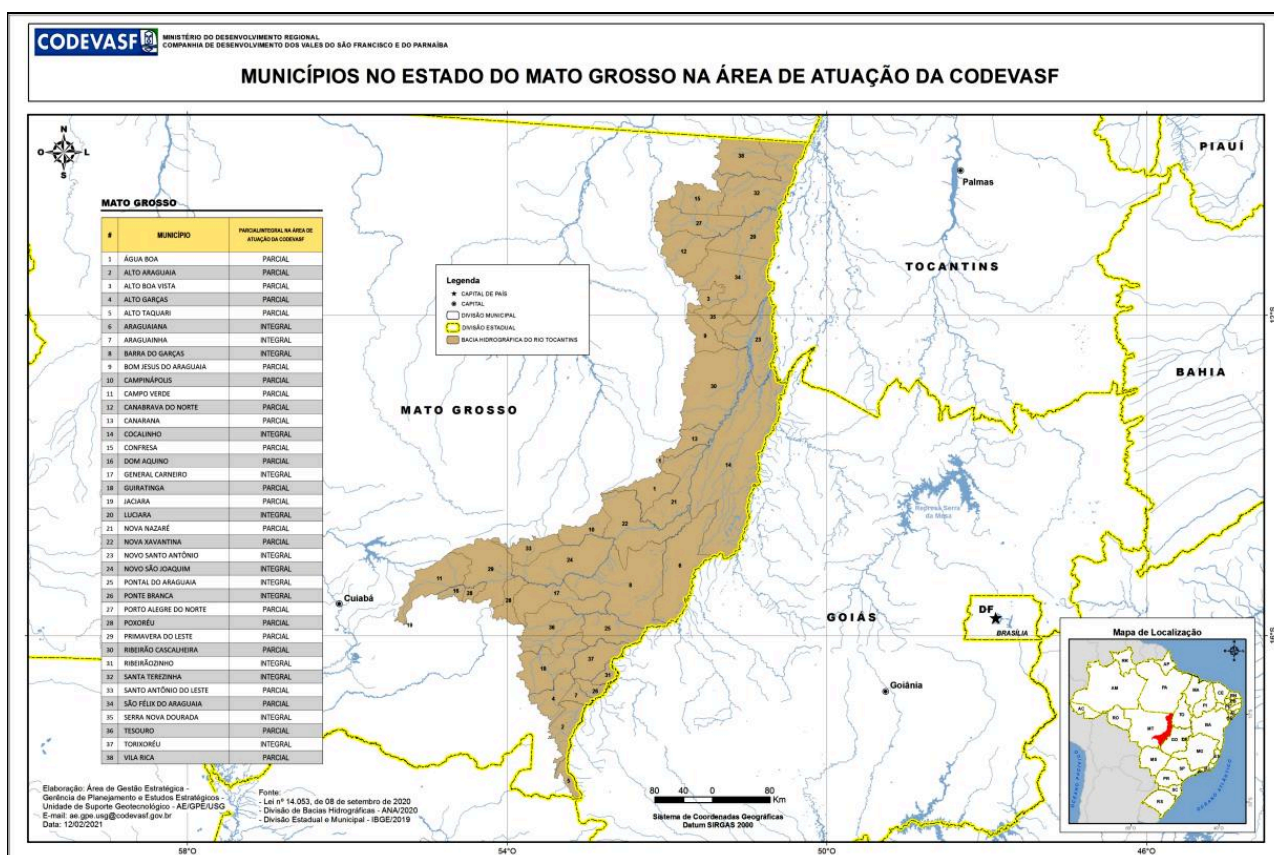 CODEVASF
MINISTÉRIO DO DESENVOLVIMENTO REGIONAL
COMPANHIA DE DESENVOLVIMENTO DOS VALES DO SÃO FRANCISCO E DO PARNAÍBA
MUNICÍPIOS NO ESTADO DO MATO GROSSO NA ÁREA DE ATUAÇÃO DA CODEVASF
N
O L
S
MATO GROSSO
# MUNICÍPIO PARCIAL/INTEGRAL NA ÁREA DE ATUAÇÃO DA CODEVASF
1 ÁGUA BOA PARCIAL
2 ALTO ARAGUAIA PARCIAL
3 ALTO BOA VISTA PARCIAL
4 ALTO GARÇAS PARCIAL
5 ALTO TAQUARI PARCIAL
6 ARAGUAIANA INTEGRAL
7 ARAGUAINHA INTEGRAL
8 BARRA DO GARÇAS INTEGRAL
9 BOM JESUS DO ARAGUAIA PARCIAL
10 CAMPINÁPOLIS PARCIAL
11 CAMPO VERDE PARCIAL
12 CANABRAVA DO NORTE PARCIAL
13 CANARANA PARCIAL
14 COCALINHO INTEGRAL
15 CONFRESA PARCIAL
16 DOM AQUINO PARCIAL
17 GENERAL CARNEIRO INTEGRAL
18 GUIRATINGA PARCIAL
19 JACIARA PARCIAL
20 LUCIARA INTEGRAL
21 NOVA NAZARÉ PARCIAL
22 NOVA XAVANTINA PARCIAL
23 NOVO SANTO ANTÔNIO INTEGRAL
24 NOVO SÃO JOAQUIM INTEGRAL
25 PONTAL DO ARAGUAIA INTEGRAL
26 PONTE BRANCA INTEGRAL
27 PORTO ALEGRE DO NORTE PARCIAL
28 POXORÉU PARCIAL
29 PRIMAVERA DO LESTE PARCIAL
30 RIBEIRÃO CASCALHEIRA PARCIAL
31 RIBEIRÃOZINHO INTEGRAL
32 SANTA TEREZINHA INTEGRAL
33 SANTO ANTÔNIO DO LESTE PARCIAL
34 SÃO FÉLIX DO ARAGUAIA PARCIAL
35 SERRA NOVA DOURADA INTEGRAL
36 TESOURO PARCIAL
37 TORIXORÉU INTEGRAL
38 VILA RICA PARCIAL
Legenda
CAPITAL DE PAÍS
CAPITAL
DIVISÃO MUNICIPAL
DIVISÃO ESTADUAL
BACIA HIDROGRÁFICA DO RIO TOCANTINS
PIAUÍ
Palmas
TOCANTINS
BAHIA
MATO GROSSO
Represa Serra
da Mesa
Cuiabá
GOIÁS
DF
BRASÍLIA
Goiânia
12°S
16°S
58°O 54°O 50°O 46°O
Mapa de Localização
OCEANO PACÍFICO
OCEANO ATLÂNTICO
80 40 0 80
Km
Sistema de Coordenadas Geográficas
Datum SIRGAS 2000
Elaboração: Área de Gestão Estratégica -
Gerência de Planejamento e Estudos Estratégicos -
Unidade de Suporte Geotecnológico - AE/GPE/USG
E-mail: ae.gpe.usg@codevasf.gov.br
Data: 12/02/2021
Fonte:
- Lei nº 14.053, de 08 de setembro de 2020
- Divisão de Bacias Hidrográficas - ANA/2020
- Divisão Estadual e Municipal - IBGE/2019